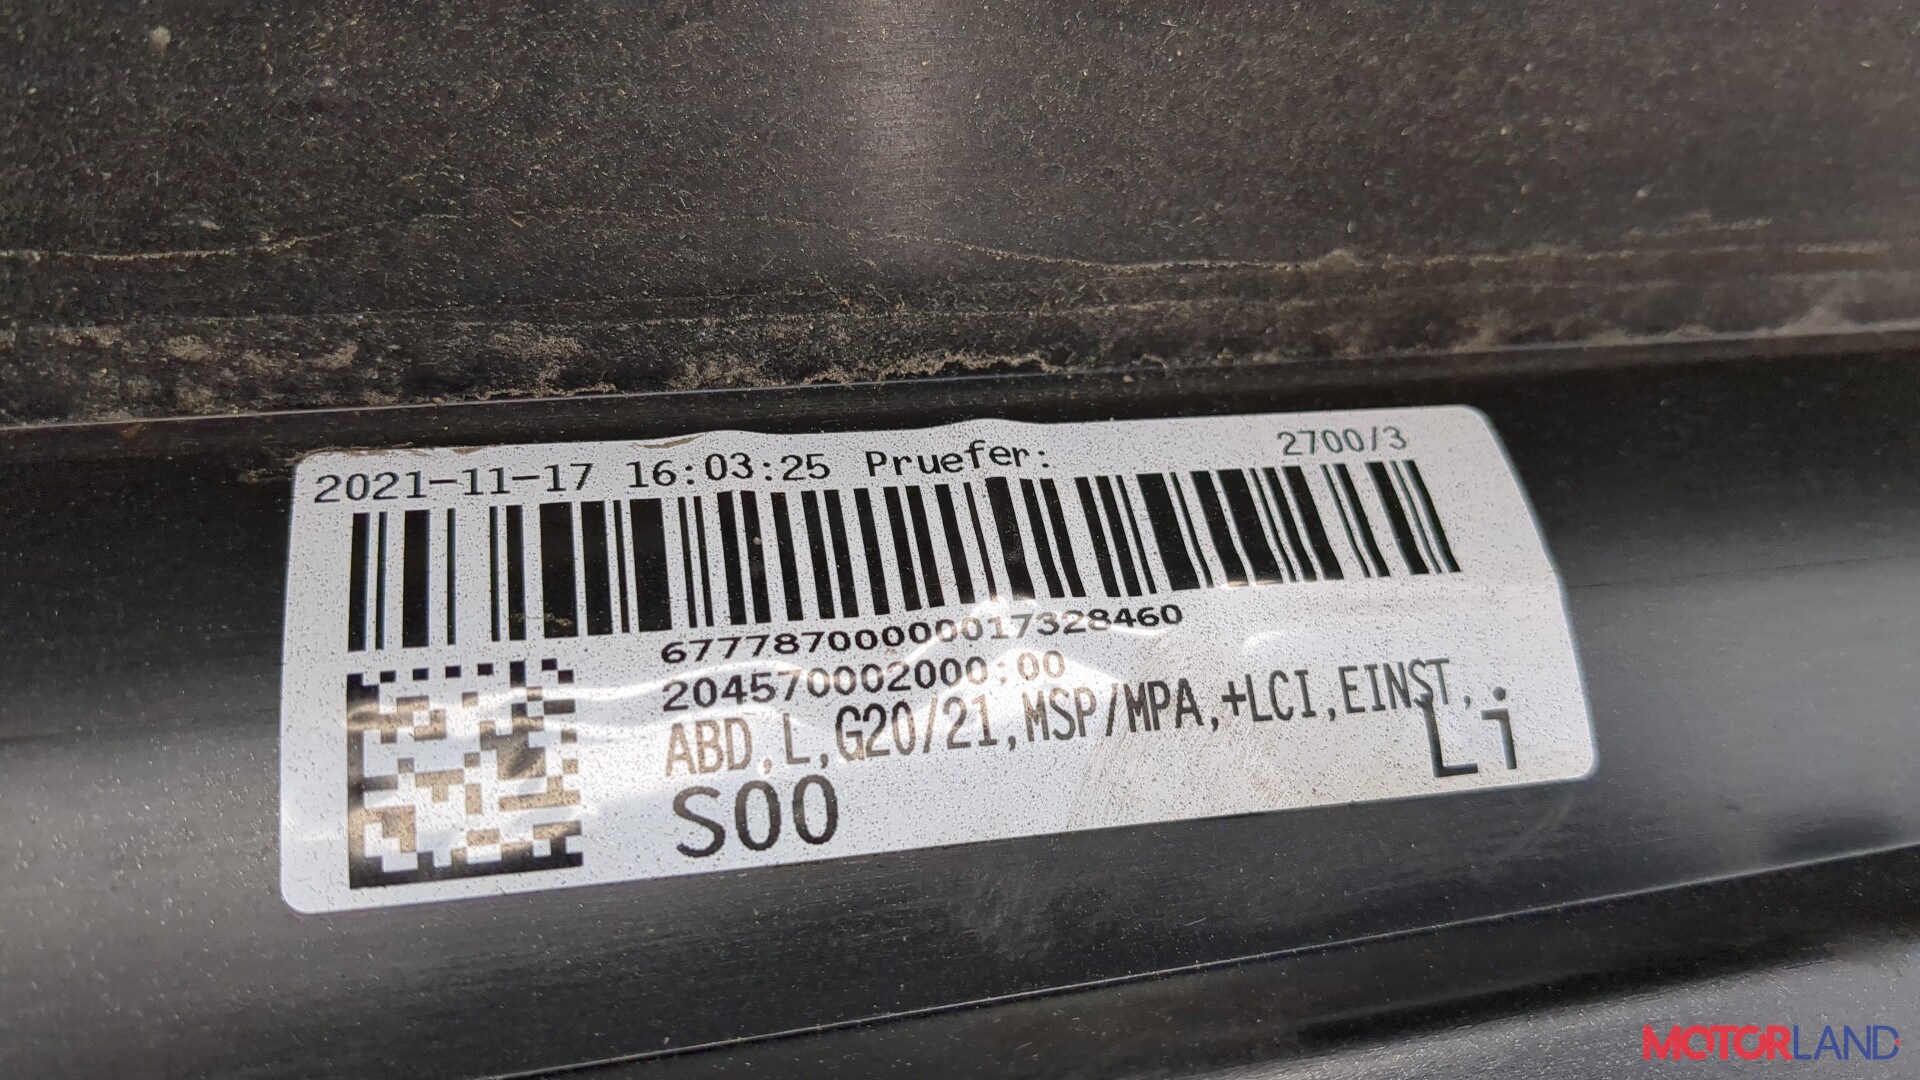 2021-11-17 16:03:25 Pruefer: 2700/3
677787000000017328460
204570002000:00
ABD,L,G20/21,MSP/MPA,+LCI,EINST,
S00
Li
MOTORLAND